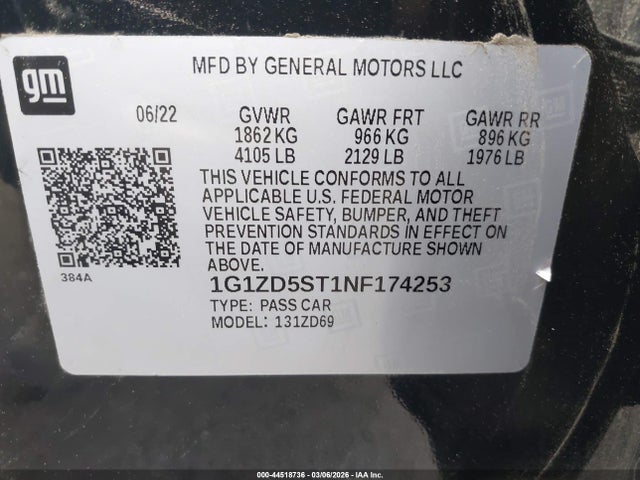 gm
MFD BY GENERAL MOTORS LLC
06/22 GVWR GAWR FRT GAWR RR
1862 KG 966 KG 896 KG
4105 LB 2129 LB 1976 LB
THIS VEHICLE CONFORMS TO ALL
APPLICABLE U.S. FEDERAL MOTOR
VEHICLE SAFETY, BUMPER, AND THEFT
PREVENTION STANDARDS IN EFFECT ON
THE DATE OF MANUFACTURE SHOWN
ABOVE.
384A
1G1ZD5ST1NF174253
TYPE: PASS CAR
MODEL: 131ZD69
000-44518736 - 03/06/2026 - IAA Inc.